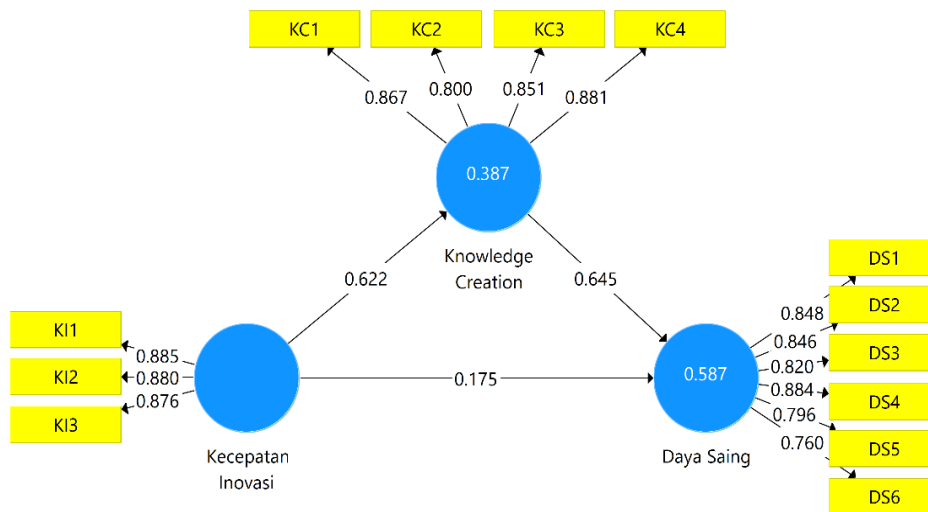 KC1 KC2 KC3 KC4
0.867 0.800 0.851 0.881
0.387
Knowledge
Creation
0.622 0.645
KI1
KI2
KI3
0.885
0.880
0.876
Kecepatan
Inovasi
0.175
0.587
Daya Saing
0.848
0.846
0.820
0.884
0.796
0.760
DS1
DS2
DS3
DS4
DS5
DS6